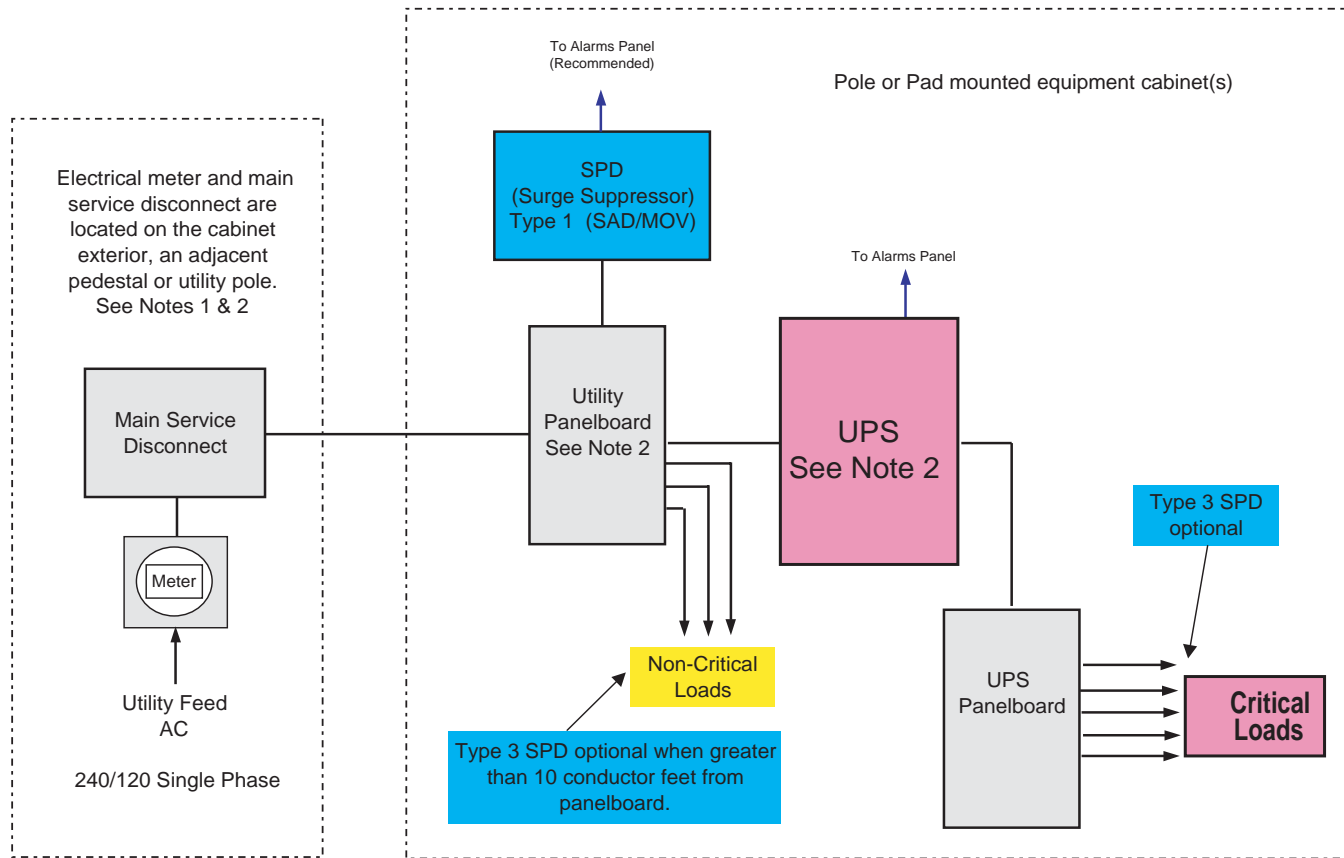 To Alarms Panel
(Recommended)
Pole or Pad mounted equipment cabinet(s)
SPD
(Surge Suppressor)
Type 1 (SAD/MOV)
Electrical meter and main
service disconnect are
located on the cabinet
exterior, an adjacent
pedestal or utility pole.
See Notes 1 & 2
To Alarms Panel
Main Service
Disconnect
Utility
Panelboard
See Note 2
UPS
See Note 2
Type 3 SPD
optional
Meter
Non-Critical
Loads
UPS
Panelboard
Critical
Loads
Utility Feed
AC
240/120 Single Phase
Type 3 SPD optional when greater
than 10 conductor feet from
panelboard.